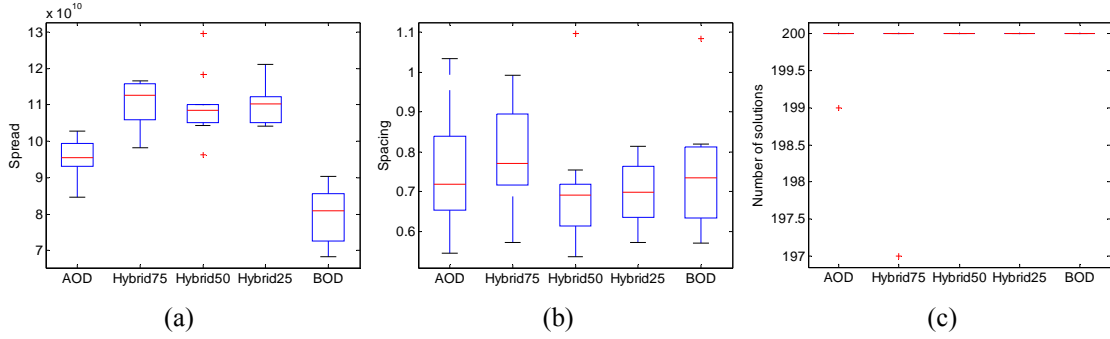 x 10^10
Spread
13
12
11
10
9
8
7
AOD Hybrid75 Hybrid50 Hybrid25 BOD
(a)
Spacing
1.1
1
0.9
0.8
0.7
0.6
AOD Hybrid75 Hybrid50 Hybrid25 BOD
(b)
Number of solutions
200
199.5
199
198.5
198
197.5
197
AOD Hybrid75 Hybrid50 Hybrid25 BOD
(c)